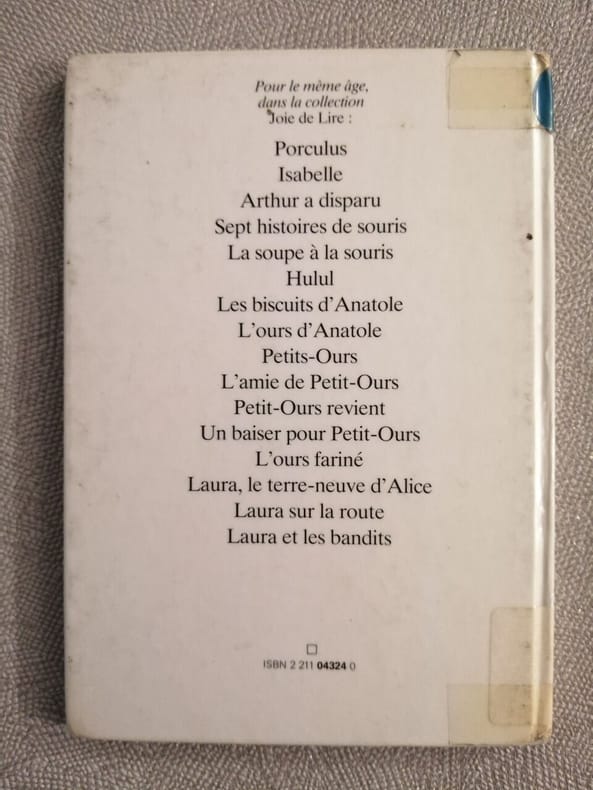 Pour le même âge,
dans la collection
Joie de Lire :
Porculus
Isabelle
Arthur a disparu
Sept histoires de souris
La soupe à la souris
Hulul
Les biscuits d'Anatole
L'ours d'Anatole
Petits-Ours
L'amie de Petit-Ours
Petit-Ours revient
Un baiser pour Petit-Ours
L'ours fariné
Laura, le terre-neuve d'Alice
Laura sur la route
Laura et les bandits
ISBN 2 211 04324 0